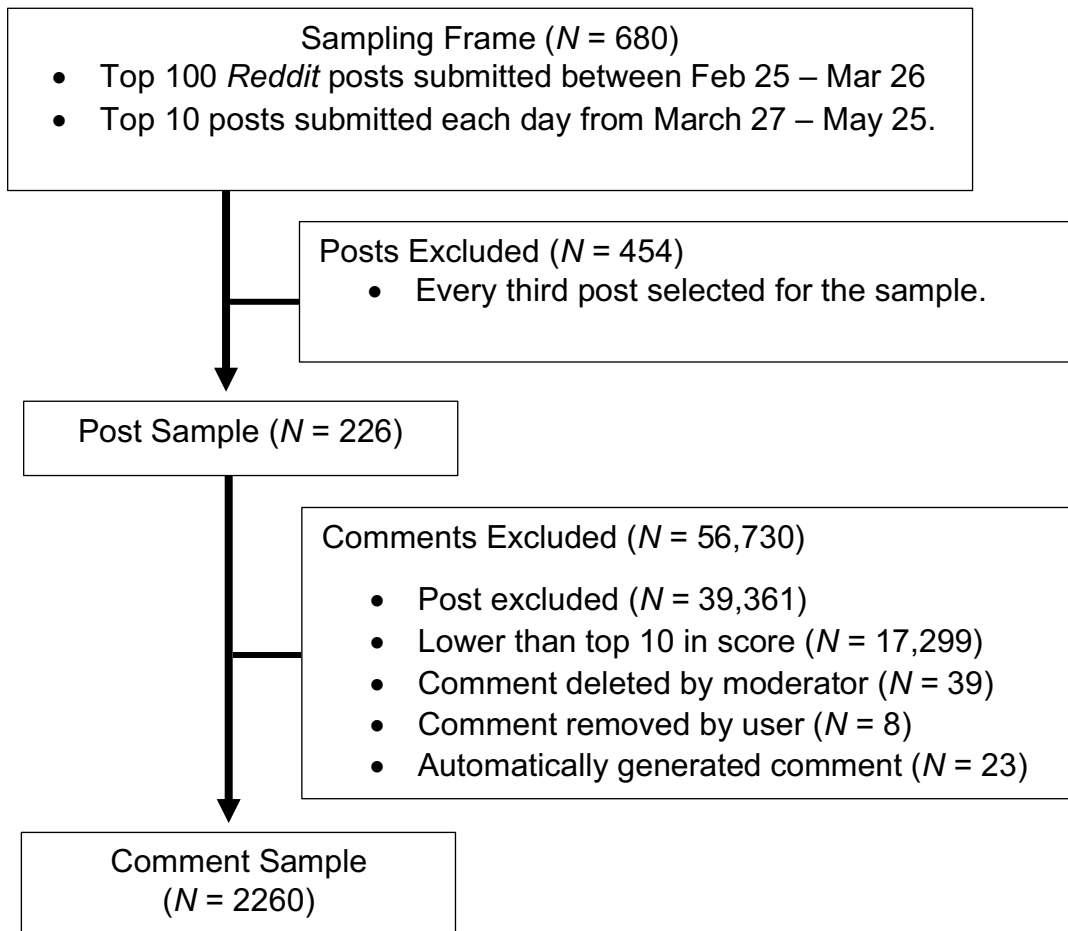 Sampling Frame (N = 680)
• Top 100 Reddit posts submitted between Feb 25 – Mar 26
• Top 10 posts submitted each day from March 27 – May 25.
Posts Excluded (N = 454)
• Every third post selected for the sample.
Post Sample (N = 226)
Comments Excluded (N = 56,730)
• Post excluded (N = 39,361)
• Lower than top 10 in score (N = 17,299)
• Comment deleted by moderator (N = 39)
• Comment removed by user (N = 8)
• Automatically generated comment (N = 23)
Comment Sample
(N = 2260)